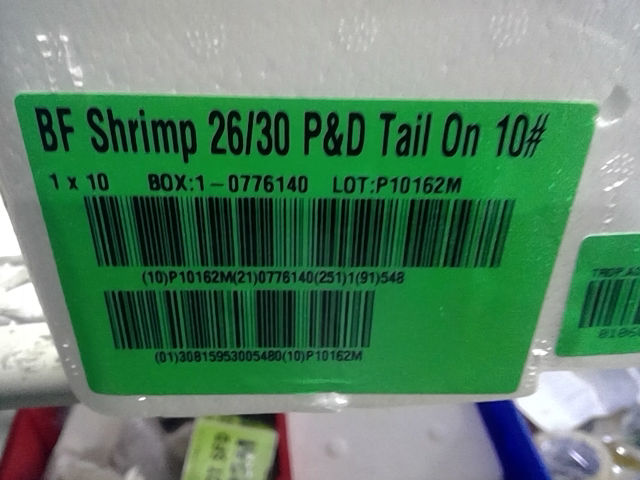 BF Shrimp 26/30 P&D Tail On 10#
1 x 10 BOX:1-0776140 LOT:P10162M
(10)P10162M(21)0776140(251)1(91)548
(01)30815953005480(10)P10162M